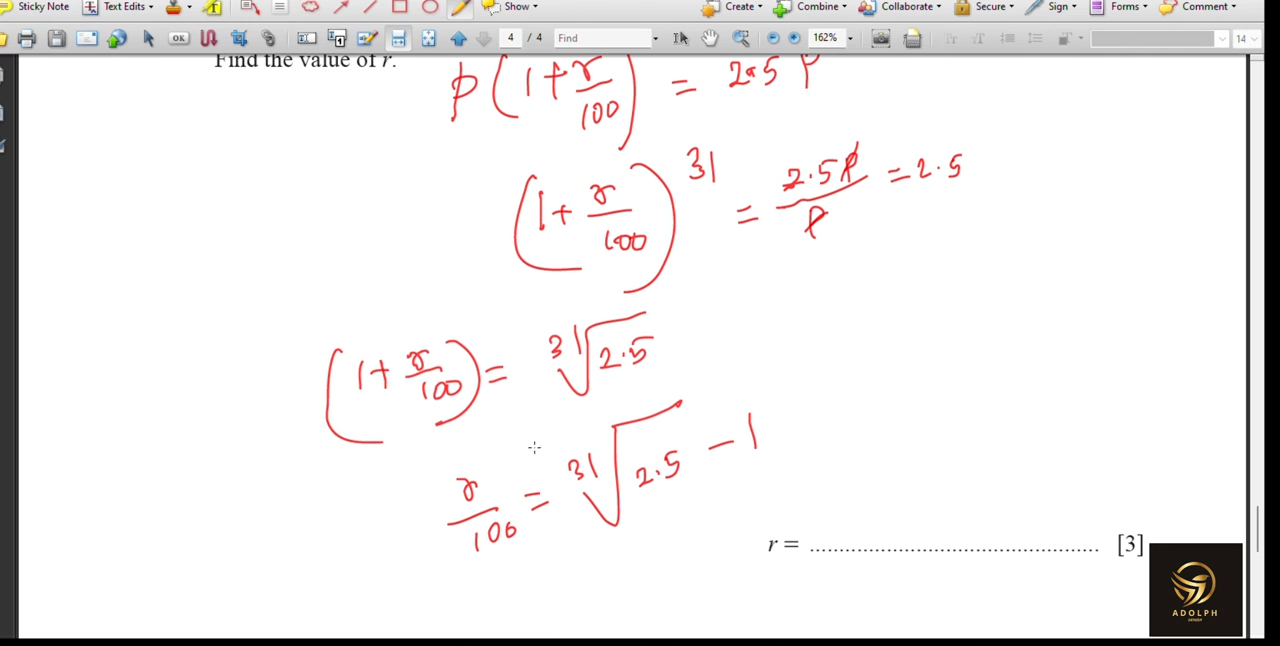 Sticky Note Text Edits T Show Create Combine Collaborate Secure Sign Forms Comment
OK 4 / 4 Find 162% 14
Find the value of r.
p(1 + r/100) = 2.5 P
(1 + r/100)^31 = 2.5P/P = 2.5
(1 + r/100) = ³¹√2.5
r/100 = ³¹√2.5 - 1
r = ................................................ [3]
ADOLPH